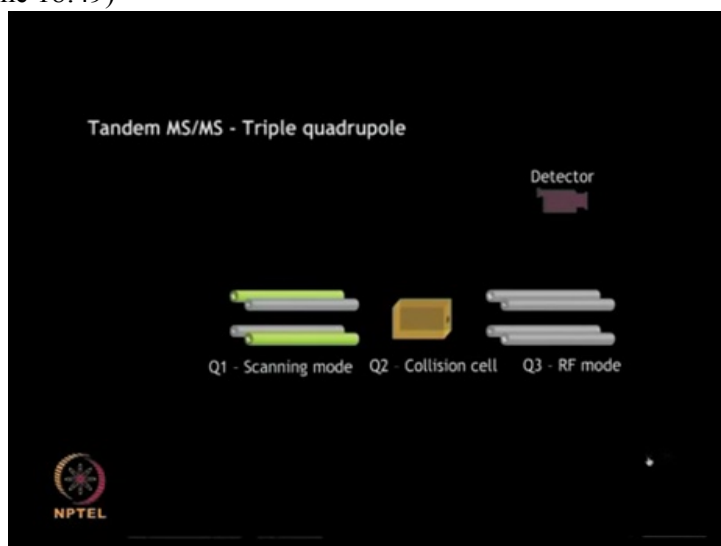 Tandem MS/MS - Triple quadrupole
Detector
Q1 - Scanning mode Q2 - Collision cell Q3 - RF mode
NPTEL